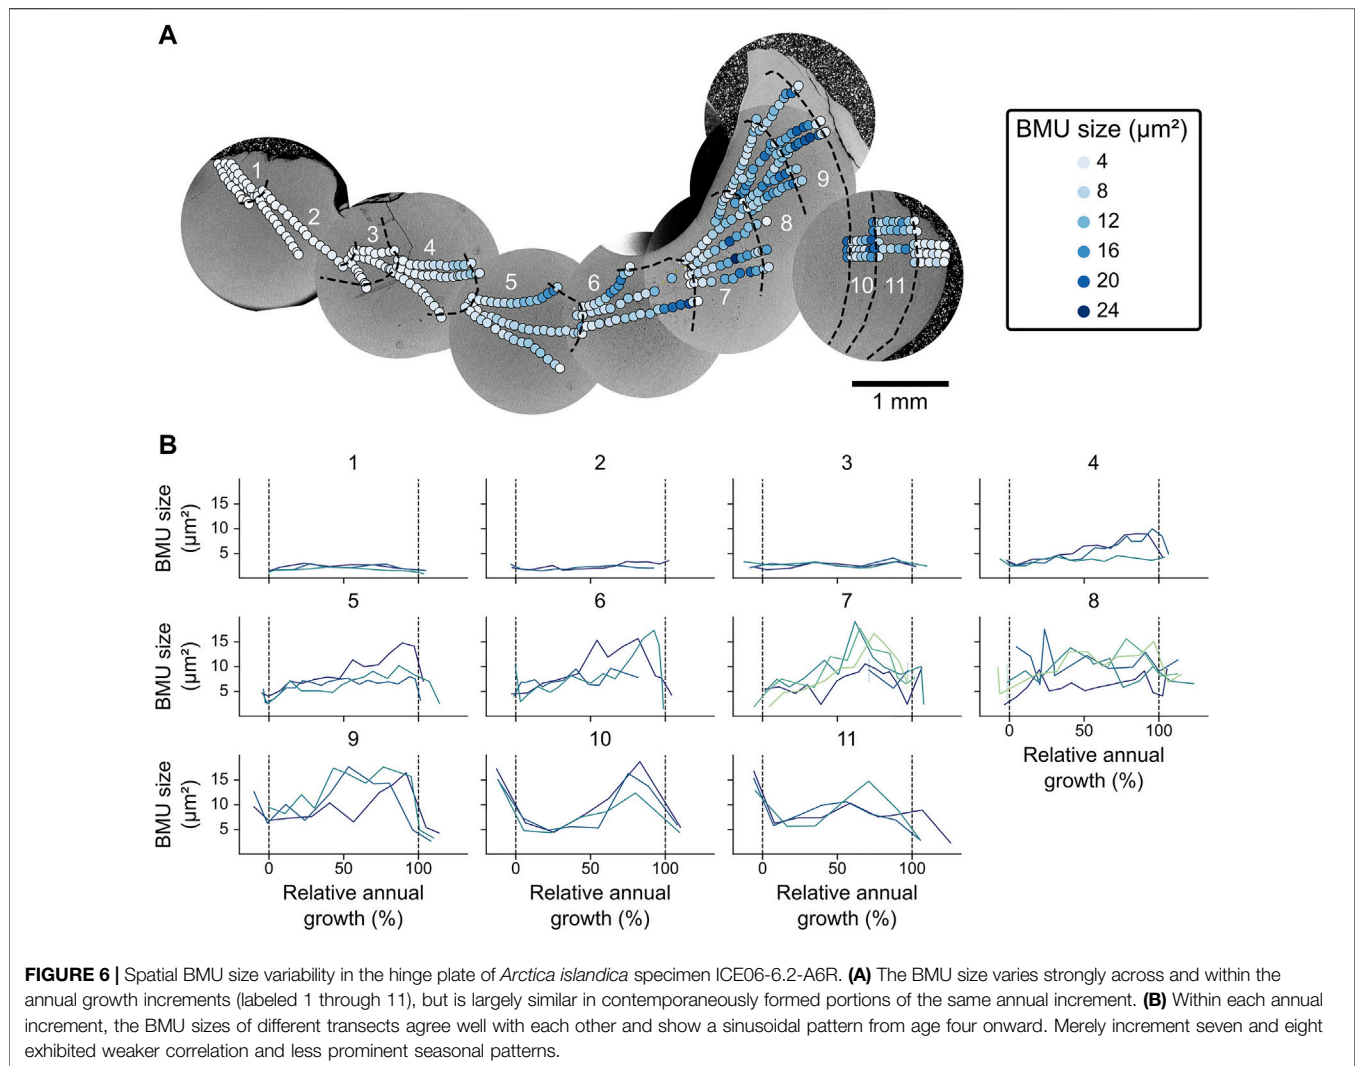 A
1
2
3
4
5
6
7
8
9
10
11
BMU size (µm²)
4
8
12
16
20
24
1 mm
B
1
2
3
4
BMU size
(µm²)
15
10
5
5
6
7
8
BMU size
(µm²)
15
10
5
0
100
Relative annual
growth (%)
9
10
11
BMU size
(µm²)
15
10
5
0
50
100
0
50
100
0
50
100
Relative annual
growth (%)
Relative annual
growth (%)
Relative annual
growth (%)
FIGURE 6 | Spatial BMU size variability in the hinge plate of Arctica islandica specimen ICE06-6.2-A6R. (A) The BMU size varies strongly across and within the
annual growth increments (labeled 1 through 11), but is largely similar in contemporaneously formed portions of the same annual increment. (B) Within each annual
increment, the BMU sizes of different transects agree well with each other and show a sinusoidal pattern from age four onward. Merely increment seven and eight
exhibited weaker correlation and less prominent seasonal patterns.